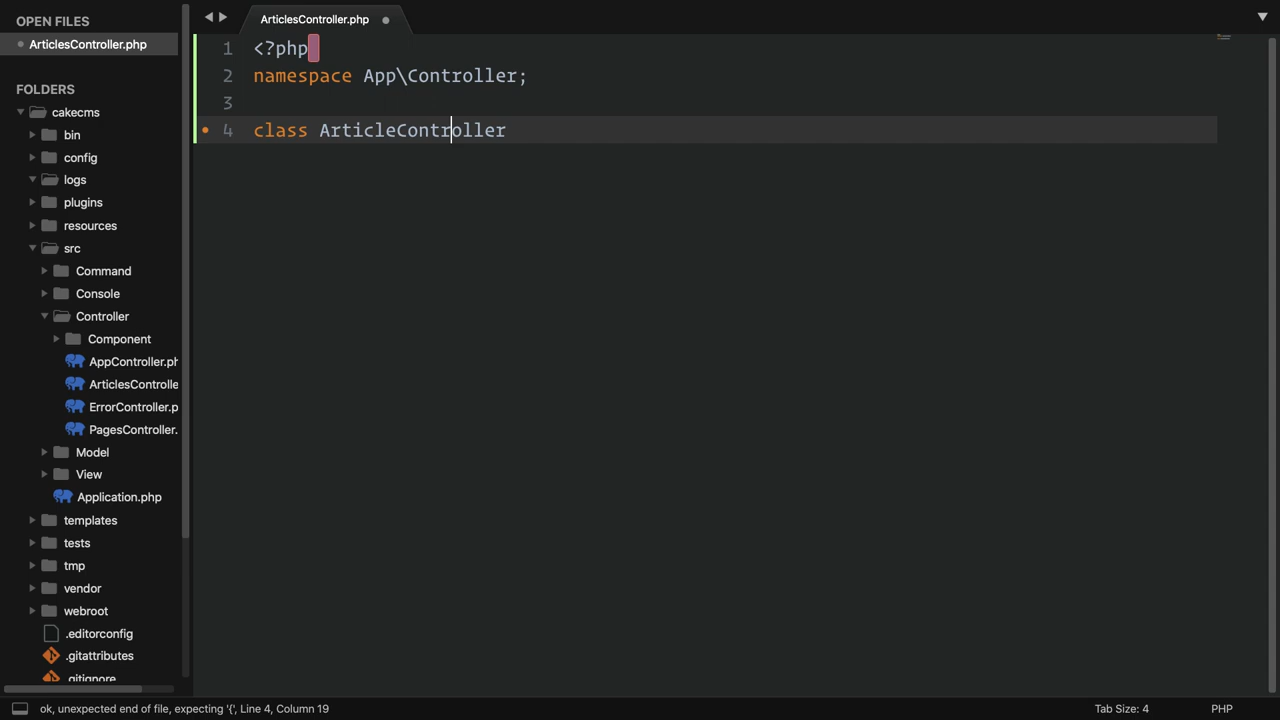 OPEN FILES
ArticlesController.php
FOLDERS
cakecms
bin
config
logs
plugins
resources
src
Command
Console
Controller
Component
AppController.ph
ArticlesControlle
ErrorController.p
PagesController.
Model
View
Application.php
templates
tests
tmp
vendor
webroot
.editorconfig
.gitattributes
.gitignore
ArticlesController.php
1 <?php
2 namespace App\Controller;
3
4 class ArticleController
ok, unexpected end of file, expecting '{', Line 4, Column 19
Tab Size: 4
PHP